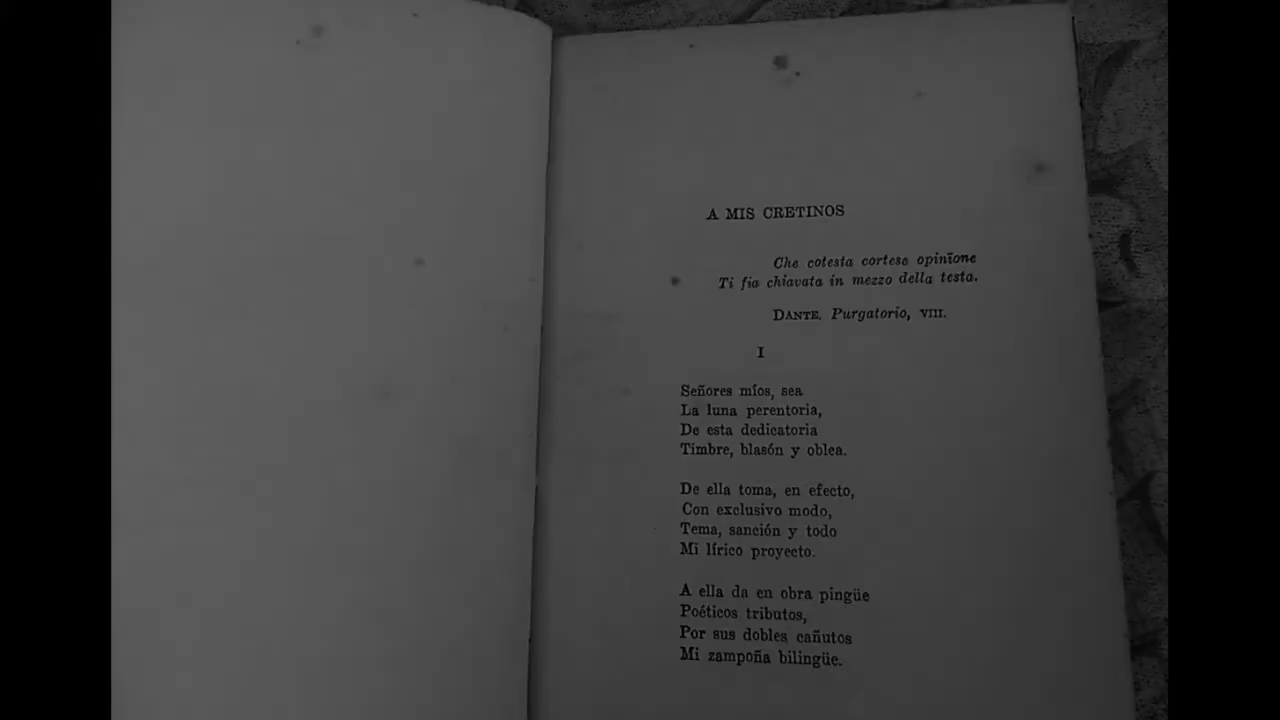 A MIS CRETINOS
Che cotesta cortese opinïone
Ti fia chiavata in mezzo della testa.
DANTE. Purgatorio, VIII.
I
Señores míos, sea
La luna perentoria,
De esta dedicatoria
Timbre, blasón y oblea.
De ella toma, en efecto,
Con exclusivo modo,
Tema, sanción y todo
Mi lírico proyecto.
A ella da en obra pingüe
Poéticos tributos,
Por sus dobles cañutos
Mi zampoña bilingüe.